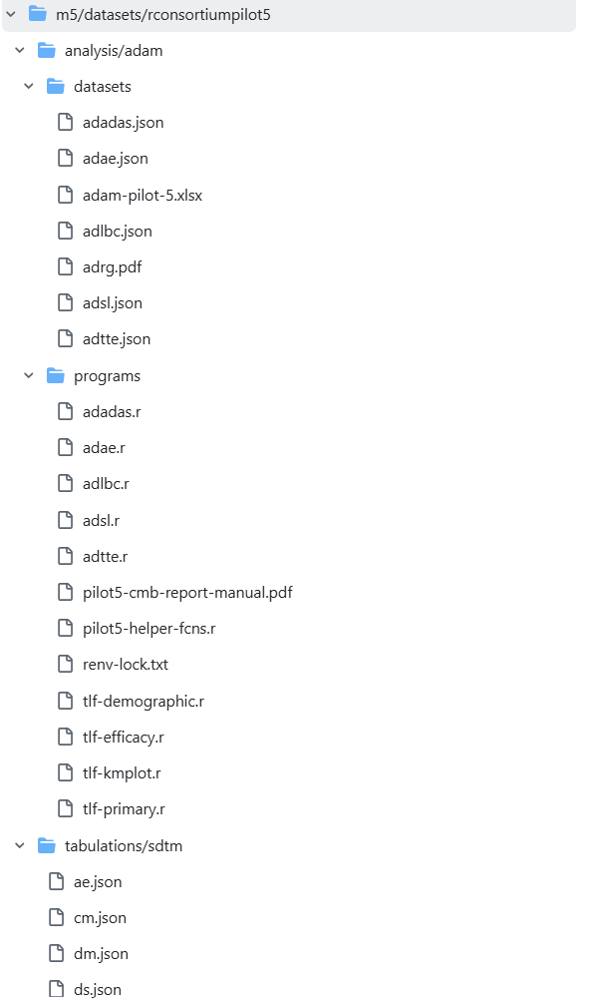 m5/datasets/rconsortiumpilot5
analysis/adam
datasets
adadas.json
adae.json
adam-pilot-5.xlsx
adlbc.json
adrg.pdf
adsl.json
adtte.json
programs
adadas.r
adae.r
adlbc.r
adsl.r
adtte.r
pilot5-cmb-report-manual.pdf
pilot5-helper-fcns.r
renv-lock.txt
tlf-demographic.r
tlf-efficacy.r
tlf-kmplot.r
tlf-primary.r
tabulations/sdtm
ae.json
cm.json
dm.json
ds.json